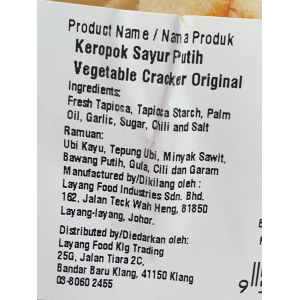 Product Name / Nama Produk
Keropok Sayur Putih
Vegetable Cracker Original
Ingredients:
Fresh Tapioca, Tapioca Starch, Palm
Oil, Garlic, Sugar, Chili and Salt
Ramuan:
Ubi Kayu, Tepung Ubi, Minyak Sawit,
Bawang Putih, Gula, Cili dan Garam
Manufactured by/Dikilang oleh :
Layang Food Industries Sdn. Bhd.
162, Jalan Teck Wah Heng, 81850
Layang-layang, Johor.
Distributed by/Diedarkan oleh:
Layang Food Klg Trading
25G, Jalan Tiara 2C,
Bandar Baru Klang, 41150 Klang
03-8060 2455
9